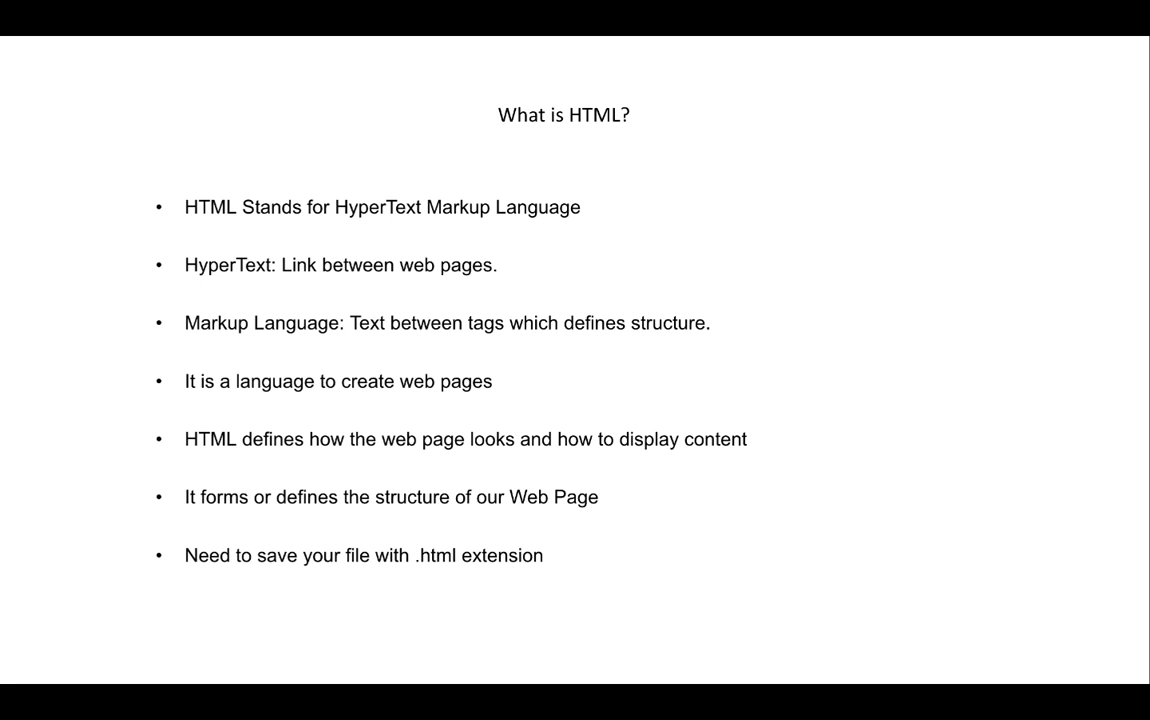 What is HTML?
• HTML Stands for HyperText Markup Language
• HyperText: Link between web pages.
• Markup Language: Text between tags which defines structure.
• It is a language to create web pages
• HTML defines how the web page looks and how to display content
• It forms or defines the structure of our Web Page
• Need to save your file with .html extension